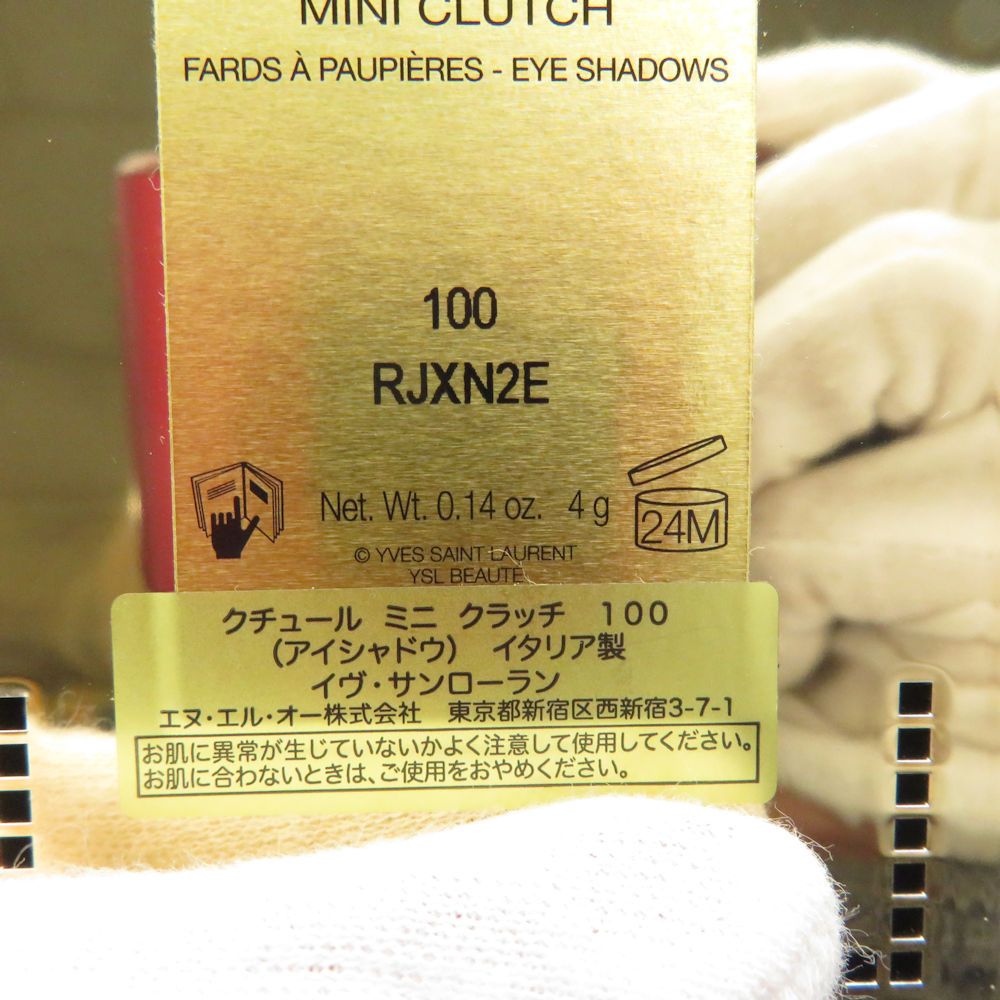 MINI CLUTCH
FARDS À PAUPIÈRES - EYE SHADOWS
100
RJXN2E
Net. Wt. 0.14 oz. 4 g
24M
© YVES SAINT LAURENT
YSL BEAUTE
クチュール ミニ クラッチ 100
(アイシャドウ) イタリア製
イヴ・サンローラン
エヌ・エル・オー株式会社 東京都新宿区西新宿3-7-1
お肌に異常が生じていないかよく注意して使用してください。
お肌に合わないときは、ご使用をおやめください。